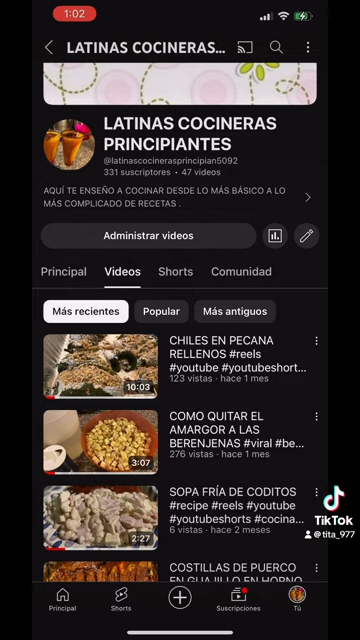 1:02
LATINAS COCINERAS...
LATINAS COCINERAS
PRINCIPIANTES
@latinascocinerasprincipian5092
331 suscriptores • 47 videos
AQUÍ TE ENSEÑO A COCINAR DESDE LO MÁS BÁSICO A LO
MÁS COMPLICADO DE RECETAS .
Administrar videos
Principal Videos Shorts Comunidad
Más recientes Popular Más antiguos
CHILES EN PECANA
RELLENOS #reels
#youtube #youtubeshort...
123 vistas · hace 1 mes
10:03
COMO QUITAR EL
AMARGOR A LAS
BERENJENAS #viral #be...
276 vistas · hace 1 mes
3:07
SOPA FRÍA DE CODITOS
#recipe #reels #youtube
#youtubeshorts #cocina...
6 vistas · hace 2 meses
2:27
TikTok
@tita_977
COSTILLAS DE PUERCO
EN GUAJILLO EN HORNO
Principal Shorts Suscripciones Tú